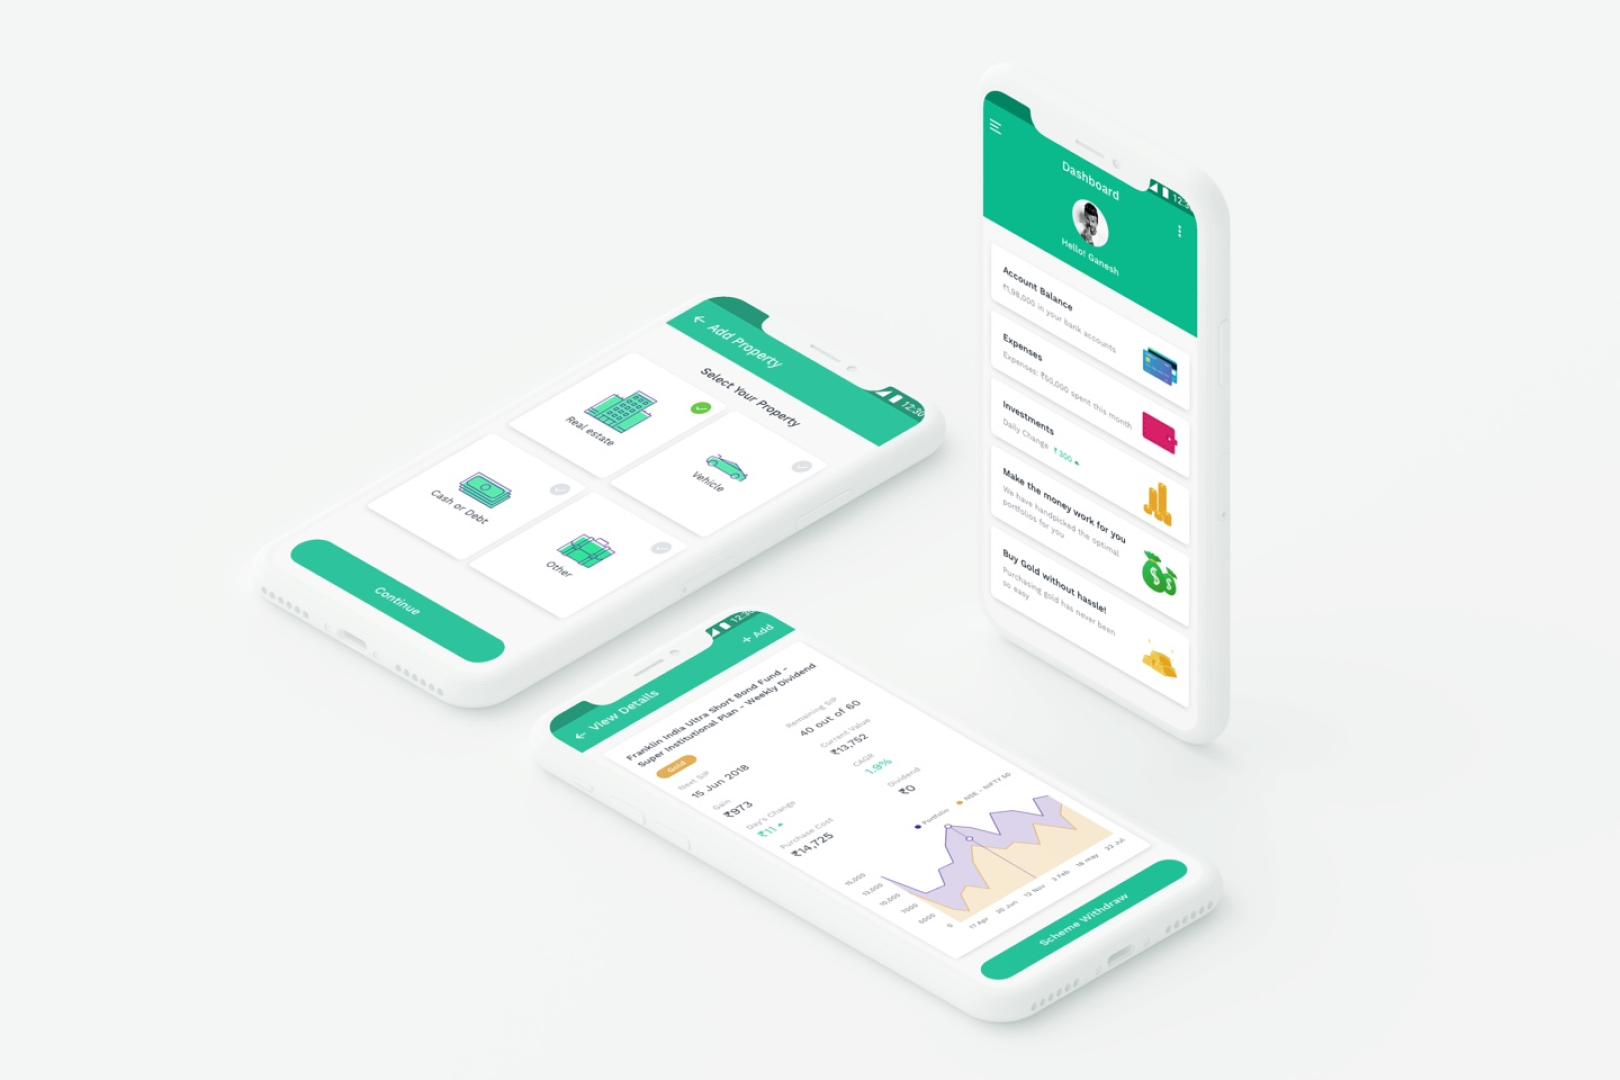 Add Property
12:30
Select Your Property
Real estate
Vehicle
Cash or Debt
Other
Continue
12:3
Dashboard
Hello! Ganesh
Account Balance
₹1,98,000 in your bank accounts
Expenses
Expenses: ₹50,000 spent this month
Investments
Daily Change ₹300
Make the money work for you
We have handpicked the optimal
portfolios for you
Buy Gold without hassle!
Purchasing gold has never been
so easy
12:30
View Details
+ Add
Franklin India Ultra Short Bond Fund -
Super Institutional Plan - Weekly Dividend
Gold
Next SIP
15 Jun 2018
Remaining SIP
40 out of 60
Gain
₹973
Current Value
₹13,752
Day's Change
₹11
CAGR
1.9%
Purchase Cost
₹14,725
Dividend
₹0
Portfolio
NSE - NIFTY 50
15,000
13,000
10,000
7000
5000
0
17 Apr
20 Jun
12 Nov
3 Feb
18 may
22 Jul
Scheme Withdraw